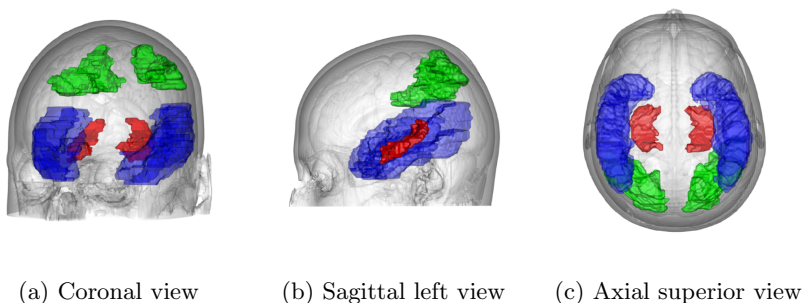 (a) Coronal view
(b) Sagittal left view
(c) Axial superior view